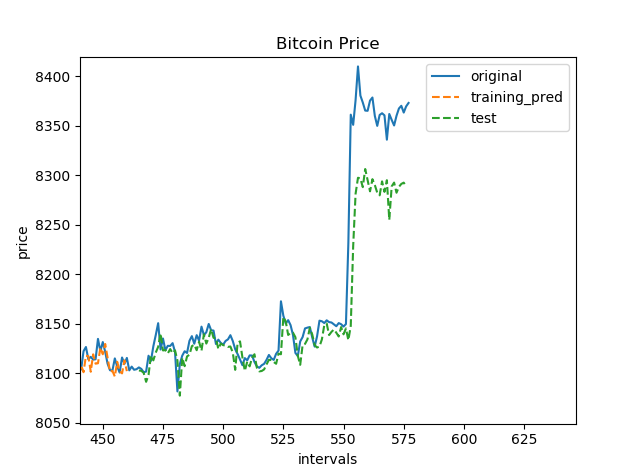 Bitcoin Price
8400
8350
8300
8250
8200
8150
8100
8050
price
original
training_pred
test
450 475 500 525 550 575 600 625
intervals